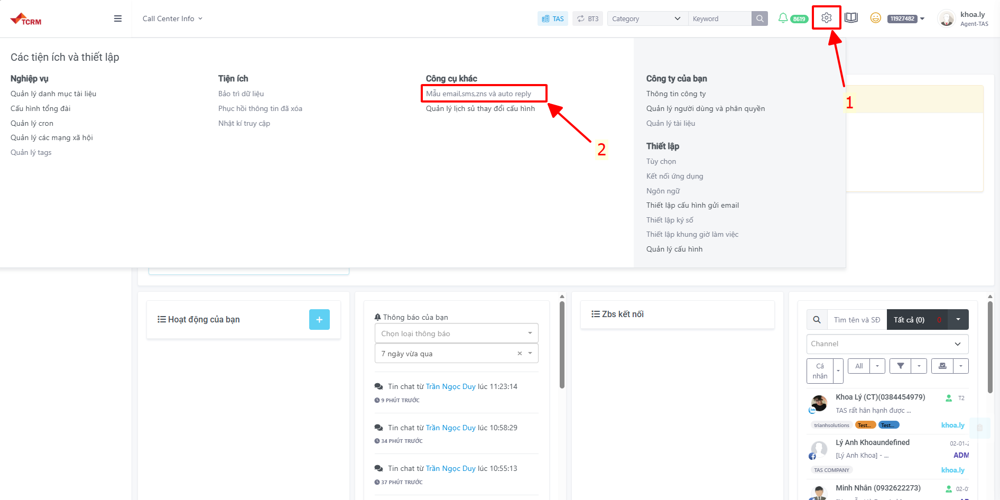 TCRM
Call Center Info
TAS
BT3
Category
Keyword
8619
11927482
khoa.ly
Agent-TAS
1
Các tiện ích và thiết lập
Nghiệp vụ
Quản lý danh mục tài liệu
Cấu hình tổng đài
Quản lý cron
Quản lý các mạng xã hội
Quản lý tags
Tiện ích
Bảo trì dữ liệu
Phục hồi thông tin đã xóa
Nhật kí truy cập
Công cụ khác
Mẫu email,sms,zns và auto reply
Quản lý lịch sủ thay đổi cấu hình
2
Công ty của bạn
Thông tin công ty
Quản lý người dùng và phân quyền
Quản lý tài liệu
Thiết lập
Tùy chọn
Kết nối ứng dụng
Ngôn ngữ
Thiết lập cấu hình gửi email
Thiết lập ký số
Thiết lập khung giờ làm việc
Quản lý cấu hình
Hoạt động của bạn
+
Thông báo của bạn
Chọn loại thông báo
7 ngày vừa qua
Tin chat từ Trần Ngọc Duy lúc 11:23:14
9 PHÚT TRƯỚC
Tin chat từ Trần Ngọc Duy lúc 10:58:29
34 PHÚT TRƯỚC
Tin chat từ Trần Ngọc Duy lúc 10:55:13
37 PHÚT TRƯỚC
Zbs kết nối
Tìm tên và SĐ
Tất cả (0) 0
Channel
Cá nhân
All
Khoa Lý (CT)(0384454979)
T2
TAS rất hân hạnh được ...
trianhsolutions
Test...
Test...
khoa.ly
Lý Anh Khoaundefined
02-01-2
[Lý Anh Khoa] - ...
ADM
TAS COMPANY
khoa.ly
Minh Nhân (0932622273)
02-0